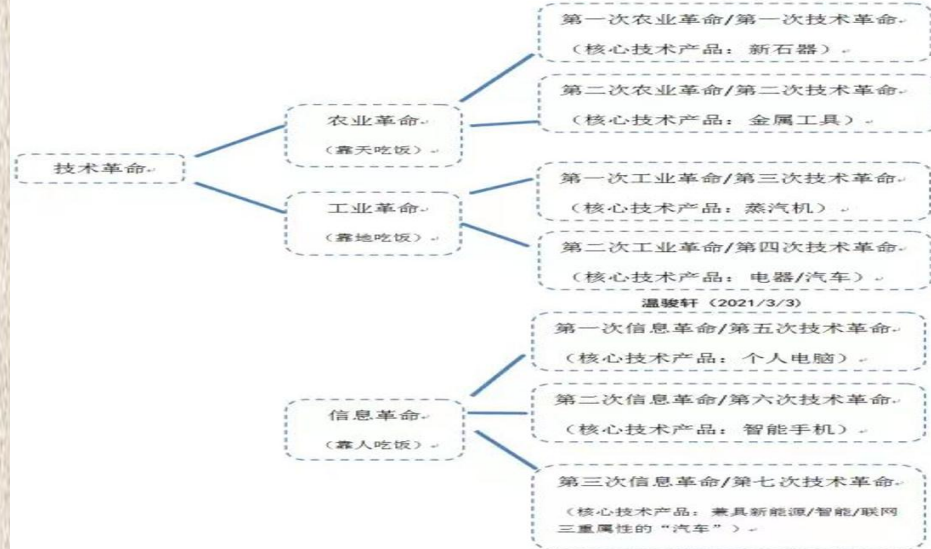 第一次农业革命/第一次技术革命
（核心技术产品：新石器）
第二次农业革命/第二次技术革命
（核心技术产品：金属工具）
农业革命
（靠天吃饭）
技术革命
工业革命
（靠地吃饭）
第一次工业革命/第三次技术革命
（核心技术产品：蒸汽机）
第二次工业革命/第四次技术革命
（核心技术产品：电器/汽车）
温骏轩（2021/3/3）
第一次信息革命/第五次技术革命
（核心技术产品：个人电脑）
信息革命
（靠人吃饭）
第二次信息革命/第六次技术革命
（核心技术产品：智能手机）
第三次信息革命/第七次技术革命
（核心技术产品：兼具新能源/智能/联网
三重属性的“汽车”）